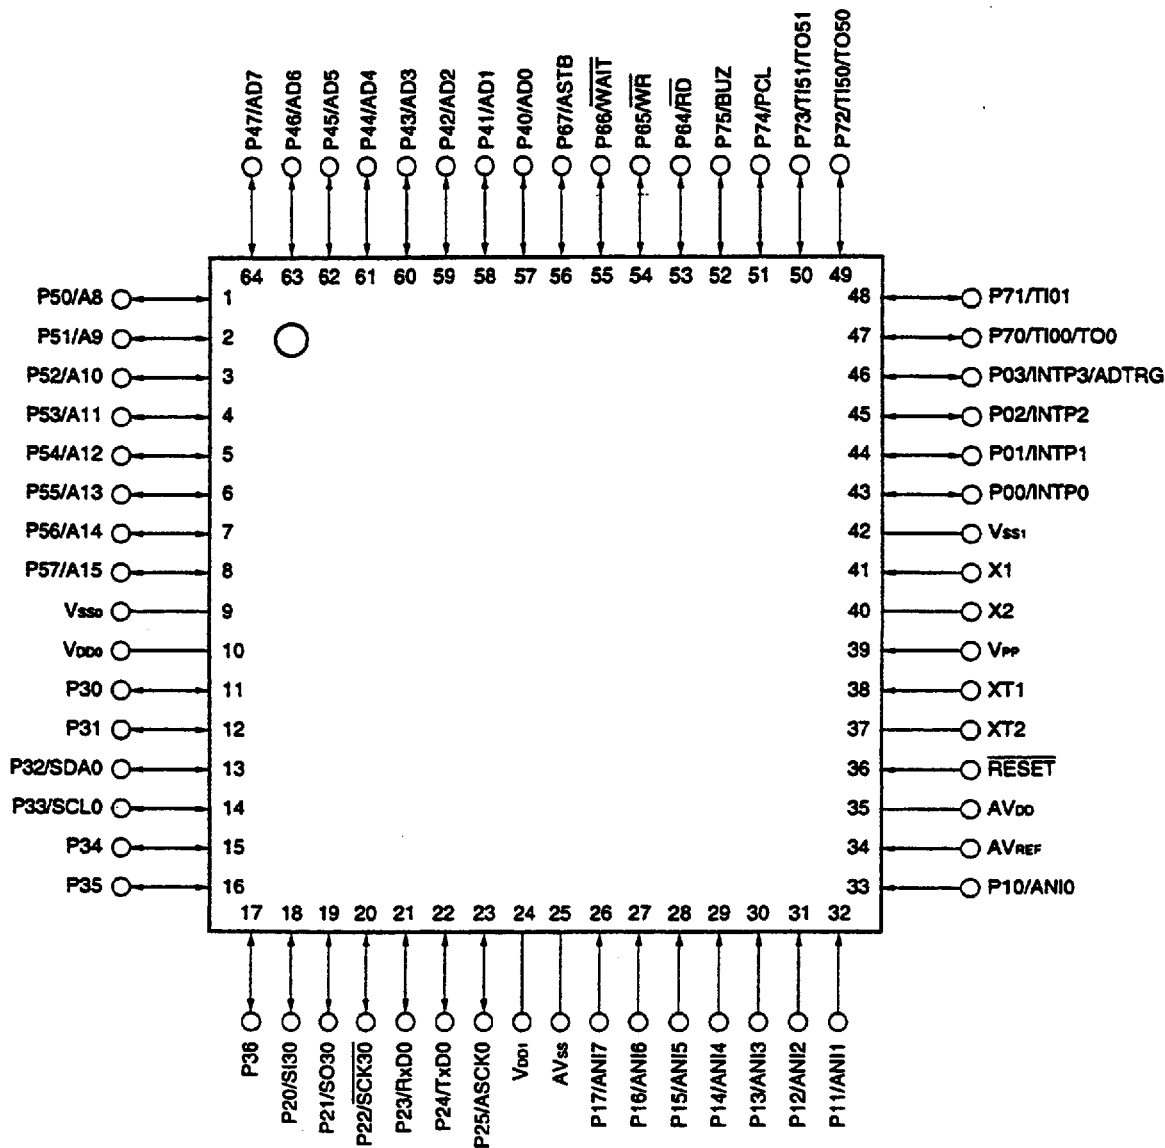 P47/AD7
P46/AD6
P45/AD5
P44/AD4
P43/AD3
P42/AD2
P41/AD1
P40/AD0
P67/ASTB
P66/WAIT
P65/WR
P64/RD
P75/BUZ
P74/PCL
P73/TI51/TO51
P72/TI50/TO50
64 63 62 61 60 59 58 57 56 55 54 53 52 51 50 49
P50/A8 1
P51/A9 2
P52/A10 3
P53/A11 4
P54/A12 5
P55/A13 6
P56/A14 7
P57/A15 8
VSS0 9
VDD0 10
P30 11
P31 12
P32/SDA0 13
P33/SCL0 14
P34 15
P35 16
48 P71/TI01
47 P70/TI00/TO0
46 P03/INTP3/ADTRG
45 P02/INTP2
44 P01/INTP1
43 P00/INTP0
42 VSS1
41 X1
40 X2
39 VPP
38 XT1
37 XT2
36 RESET
35 AVDD
34 AVREF
33 P10/ANI0
17 18 19 20 21 22 23 24 25 26 27 28 29 30 31 32
P36
P20/SI30
P21/SO30
P22/SCK30
P23/RxD0
P24/TxD0
P25/ASCK0
VDD1
AVSS
P17/ANI7
P16/ANI6
P15/ANI5
P14/ANI4
P13/ANI3
P12/ANI2
P11/ANI1